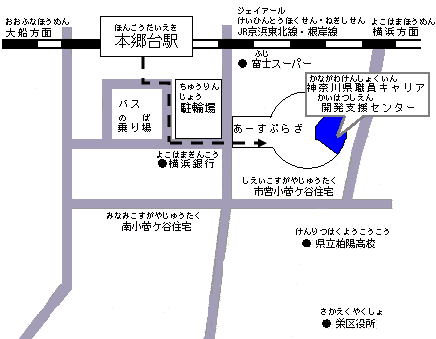 おおふなほうめん
大船方面
ほんごうだいえき
本郷台駅
ジェイアール
けいひんとうほくせん・ねぎしせん
JR京浜東北線・根岸線
よこはまほうめん
横浜方面
ふじ
●富士スーパー
かながわけんしょくいん
神奈川県職員キャリア
かいはつしえん
開発支援センター
バス
のば
乗り場
ちゅうりん
じょう
駐輪場
あーすぷらざ
よこはまぎんこう
●横浜銀行
しえいこすがやじゅうたく
市営小菅ケ谷住宅
みなみこすがやじゅうたく
南小菅ケ谷住宅
けんりつはくようこうこう
●県立柏陽高校
さかえくやくしょ
●栄区役所